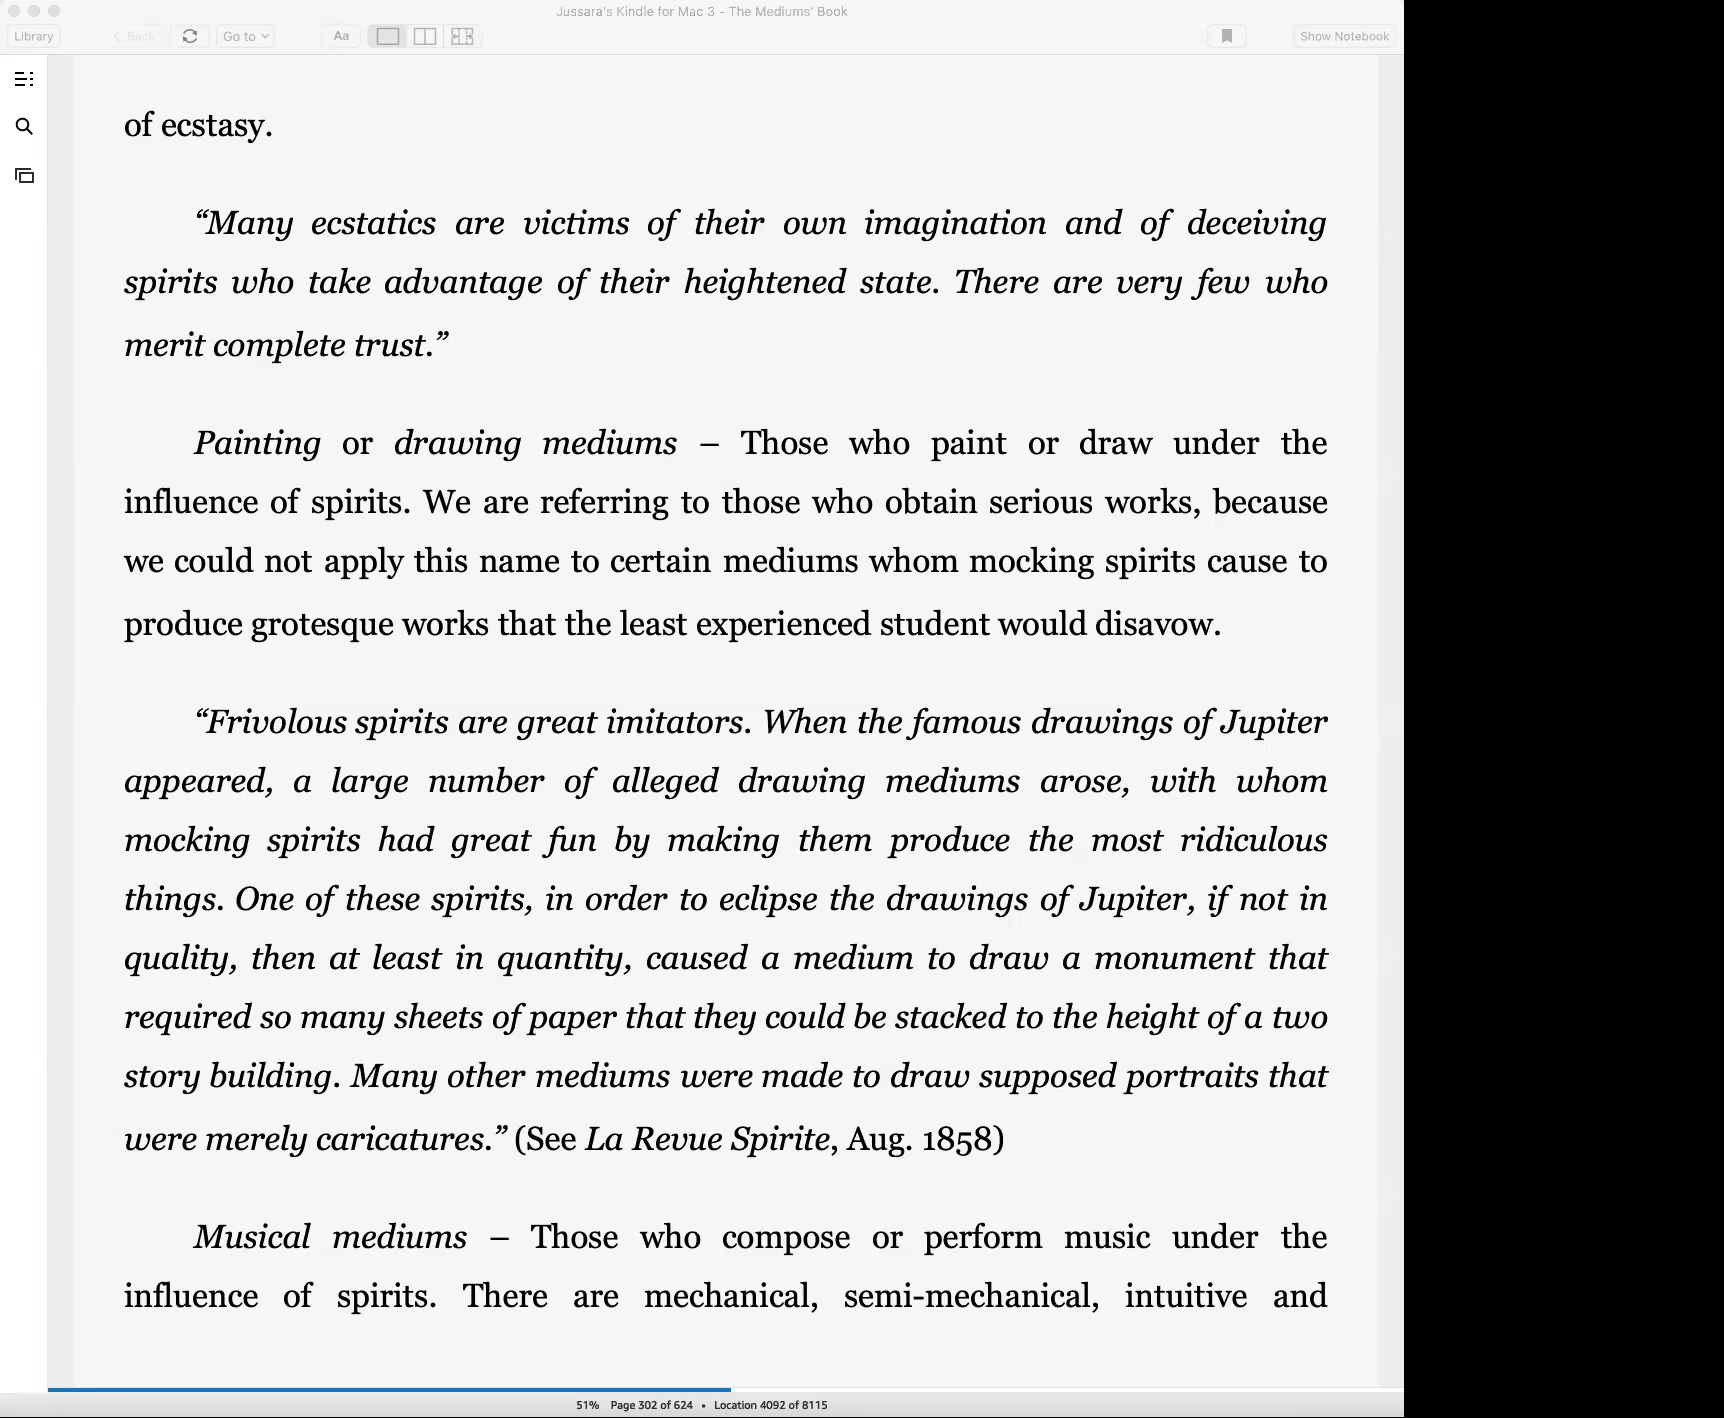 Jussara's Kindle for Mac 3 - The Mediums' Book
Library
Back
Go to
Aa
Show Notebook
of ecstasy.
“Many ecstatics are victims of their own imagination and of deceiving
spirits who take advantage of their heightened state. There are very few who
merit complete trust.”
Painting or drawing mediums – Those who paint or draw under the
influence of spirits. We are referring to those who obtain serious works, because
we could not apply this name to certain mediums whom mocking spirits cause to
produce grotesque works that the least experienced student would disavow.
“Frivolous spirits are great imitators. When the famous drawings of Jupiter
appeared, a large number of alleged drawing mediums arose, with whom
mocking spirits had great fun by making them produce the most ridiculous
things. One of these spirits, in order to eclipse the drawings of Jupiter, if not in
quality, then at least in quantity, caused a medium to draw a monument that
required so many sheets of paper that they could be stacked to the height of a two
story building. Many other mediums were made to draw supposed portraits that
were merely caricatures.” (See La Revue Spirite, Aug. 1858)
Musical mediums – Those who compose or perform music under the
influence of spirits. There are mechanical, semi-mechanical, intuitive and
51% Page 302 of 624 • Location 4092 of 8115